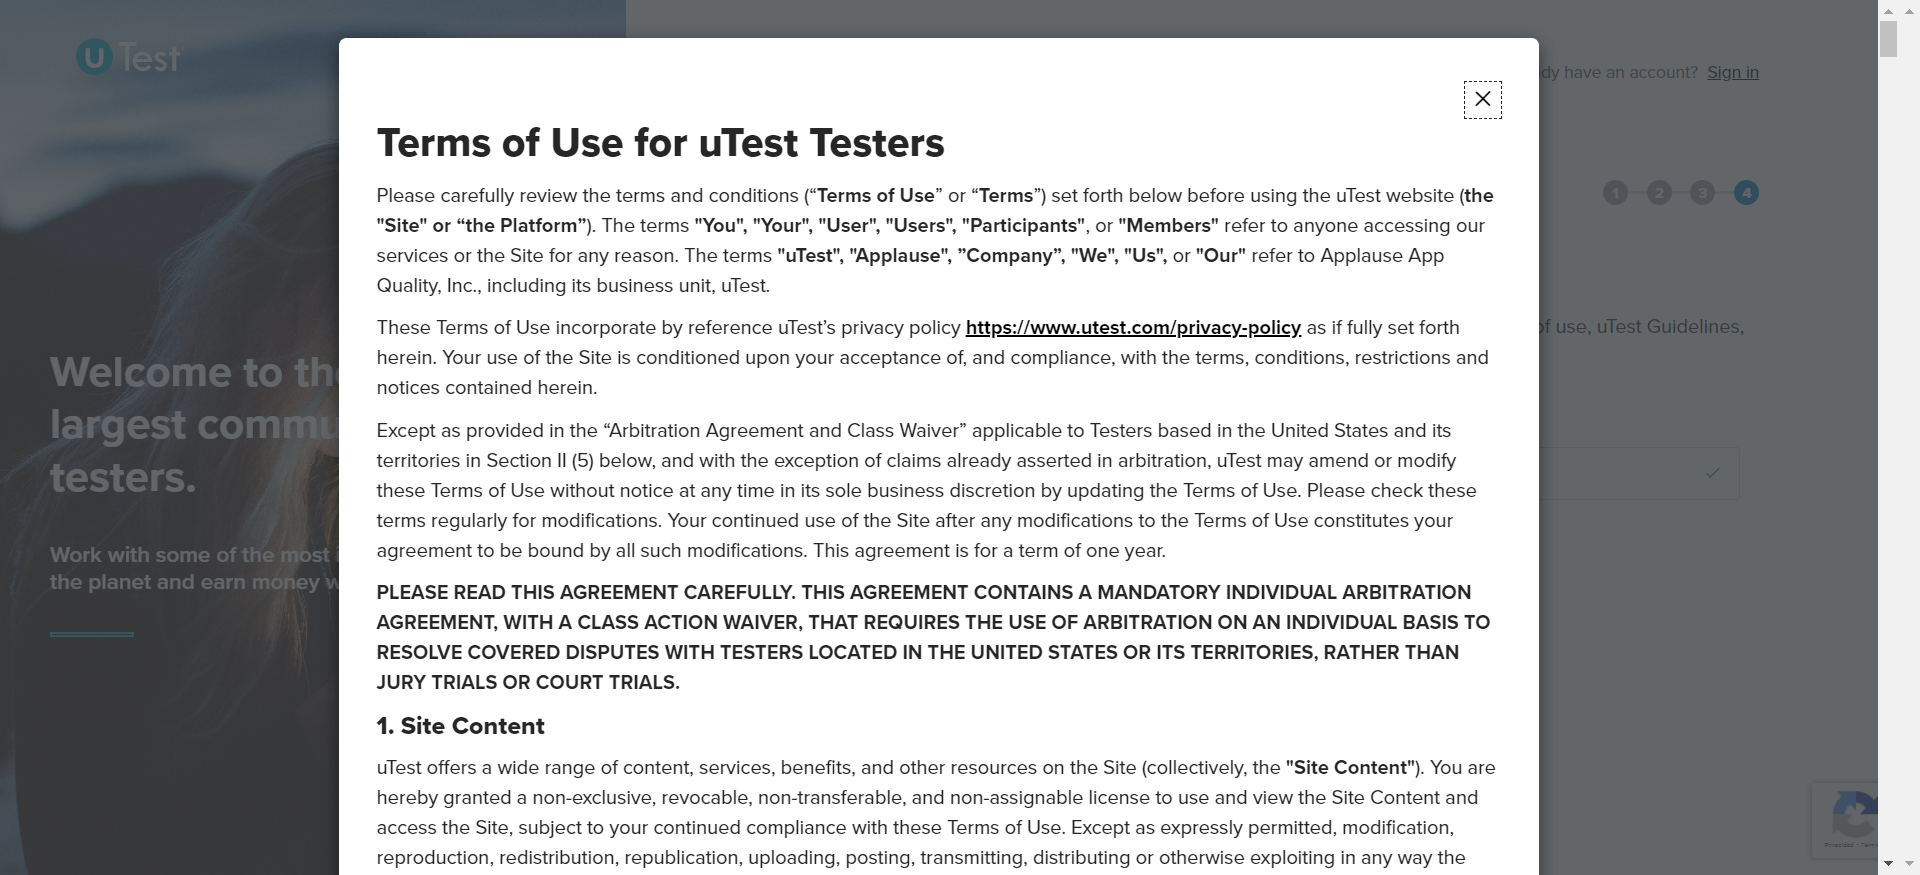 uTest
dy have an account? Sign in
Terms of Use for uTest Testers
1 2 3 4
Please carefully review the terms and conditions (“Terms of Use” or “Terms”) set forth below before using the uTest website (the
"Site" or “the Platform”). The terms "You", "Your", "User", "Users", "Participants", or "Members" refer to anyone accessing our
services or the Site for any reason. The terms "uTest", "Applause", ”Company”, "We", "Us", or "Our" refer to Applause App
Quality, Inc., including its business unit, uTest.
These Terms of Use incorporate by reference uTest’s privacy policy https://www.utest.com/privacy-policy as if fully set forth
herein. Your use of the Site is conditioned upon your acceptance of, and compliance, with the terms, conditions, restrictions and
notices contained herein.
of use, uTest Guidelines,
Welcome to the
largest commu
testers.
Except as provided in the “Arbitration Agreement and Class Waiver” applicable to Testers based in the United States and its
territories in Section II (5) below, and with the exception of claims already asserted in arbitration, uTest may amend or modify
these Terms of Use without notice at any time in its sole business discretion by updating the Terms of Use. Please check these
terms regularly for modifications. Your continued use of the Site after any modifications to the Terms of Use constitutes your
agreement to be bound by all such modifications. This agreement is for a term of one year.
Work with some of the most i
the planet and earn money w
PLEASE READ THIS AGREEMENT CAREFULLY. THIS AGREEMENT CONTAINS A MANDATORY INDIVIDUAL ARBITRATION
AGREEMENT, WITH A CLASS ACTION WAIVER, THAT REQUIRES THE USE OF ARBITRATION ON AN INDIVIDUAL BASIS TO
RESOLVE COVERED DISPUTES WITH TESTERS LOCATED IN THE UNITED STATES OR ITS TERRITORIES, RATHER THAN
JURY TRIALS OR COURT TRIALS.
1. Site Content
uTest offers a wide range of content, services, benefits, and other resources on the Site (collectively, the "Site Content"). You are
hereby granted a non-exclusive, revocable, non-transferable, and non-assignable license to use and view the Site Content and
access the Site, subject to your continued compliance with these Terms of Use. Except as expressly permitted, modification,
reproduction, redistribution, republication, uploading, posting, transmitting, distributing or otherwise exploiting in any way the